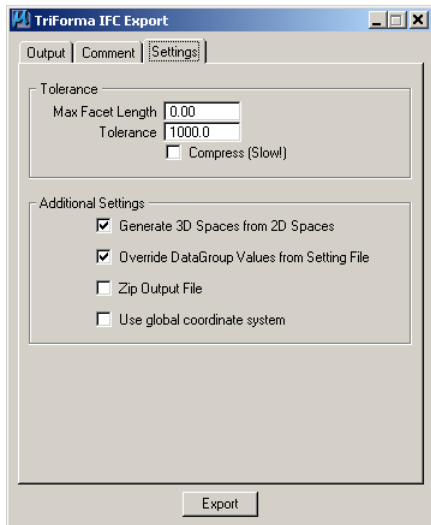 TriForma IFC Export
Output Comment Settings
Tolerance
Max Facet Length 0.00
Tolerance 1000.0
Compress (Slow!)
Additional Settings
Generate 3D Spaces from 2D Spaces
Override DataGroup Values from Setting File
Zip Output File
Use global coordinate system
Export